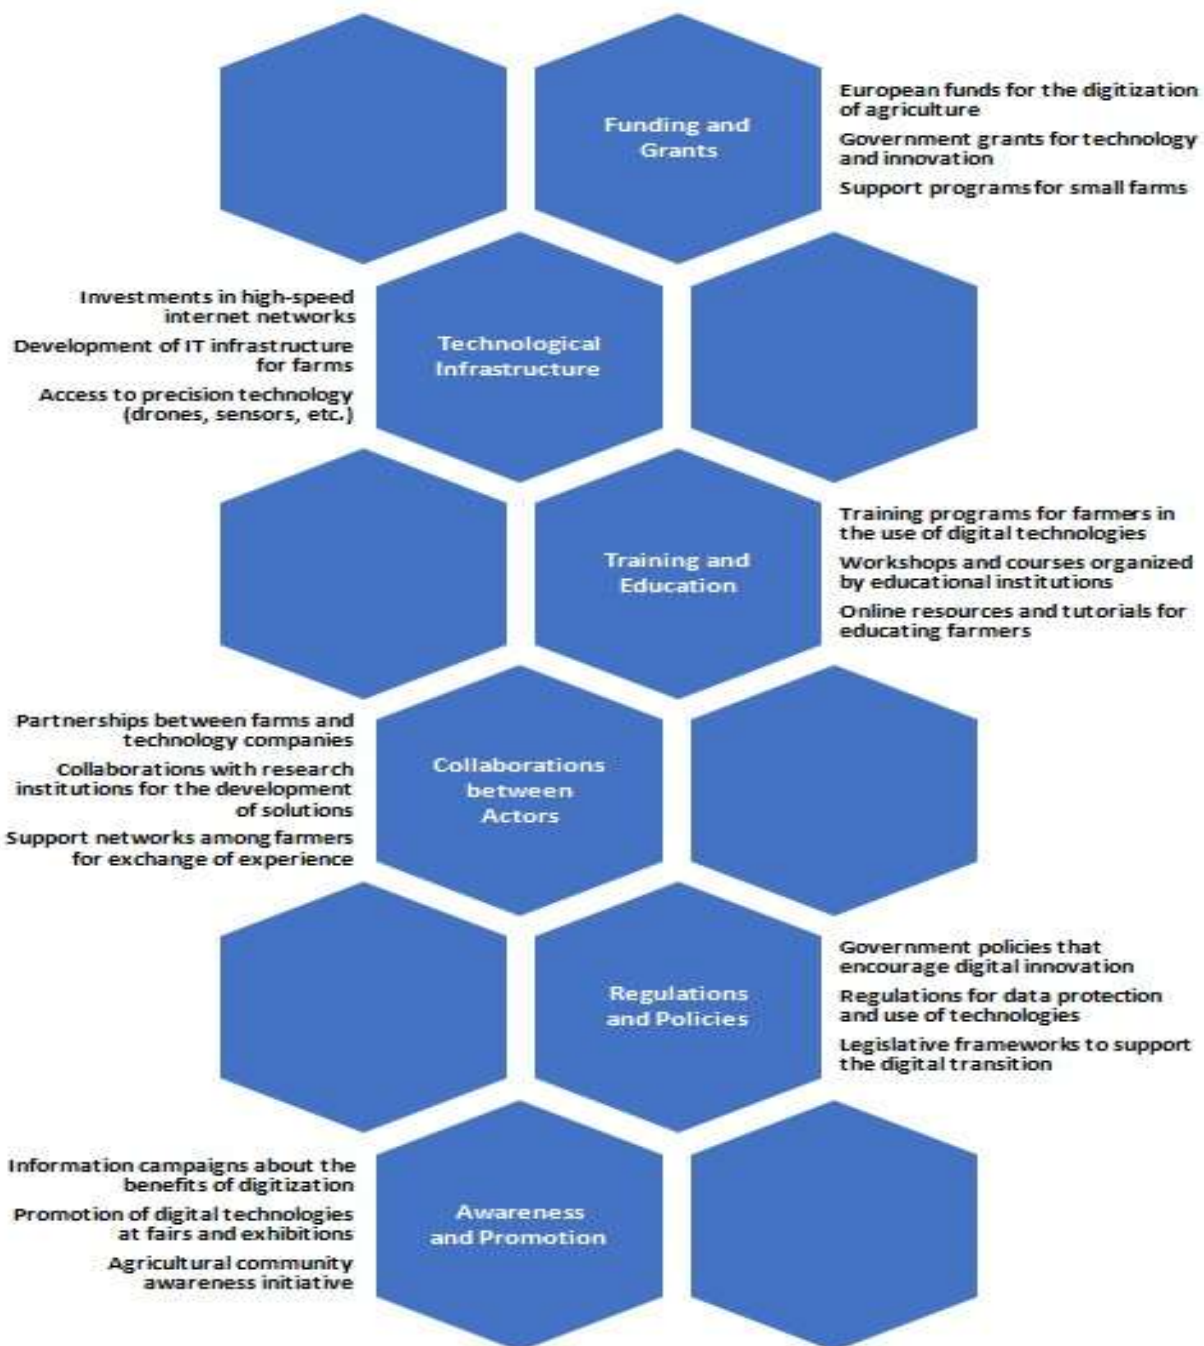 Funding and
Grants
European funds for the digitization
of agriculture
Government grants for technology
and innovation
Support programs for small farms
Investments in high-speed
internet networks
Development of IT infrastructure
for farms
Access to precision technology
(drones, sensors, etc.)
Technological
Infrastructure
Training and
Education
Training programs for farmers in
the use of digital technologies
Workshops and courses organized
by educational institutions
Online resources and tutorials for
educating farmers
Partnerships between farms and
technology companies
Collaborations with research
institutions for the development
of solutions
Support networks among farmers
for exchange of experience
Collaborations
between
Actors
Regulations
and Policies
Government policies that
encourage digital innovation
Regulations for data protection
and use of technologies
Legislative frameworks to support
the digital transition
Information campaigns about the
benefits of digitization
Promotion of digital technologies
at fairs and exhibitions
Agricultural community
awareness initiative
Awareness
and Promotion